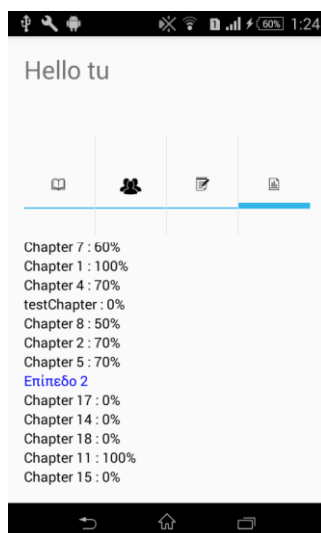 60% 1:24
Hello tu
Chapter 7 : 60%
Chapter 1 : 100%
Chapter 4 : 70%
testChapter : 0%
Chapter 8 : 50%
Chapter 2 : 70%
Chapter 5 : 70%
Επίπεδο 2
Chapter 17 : 0%
Chapter 14 : 0%
Chapter 18 : 0%
Chapter 11 : 100%
Chapter 15 : 0%